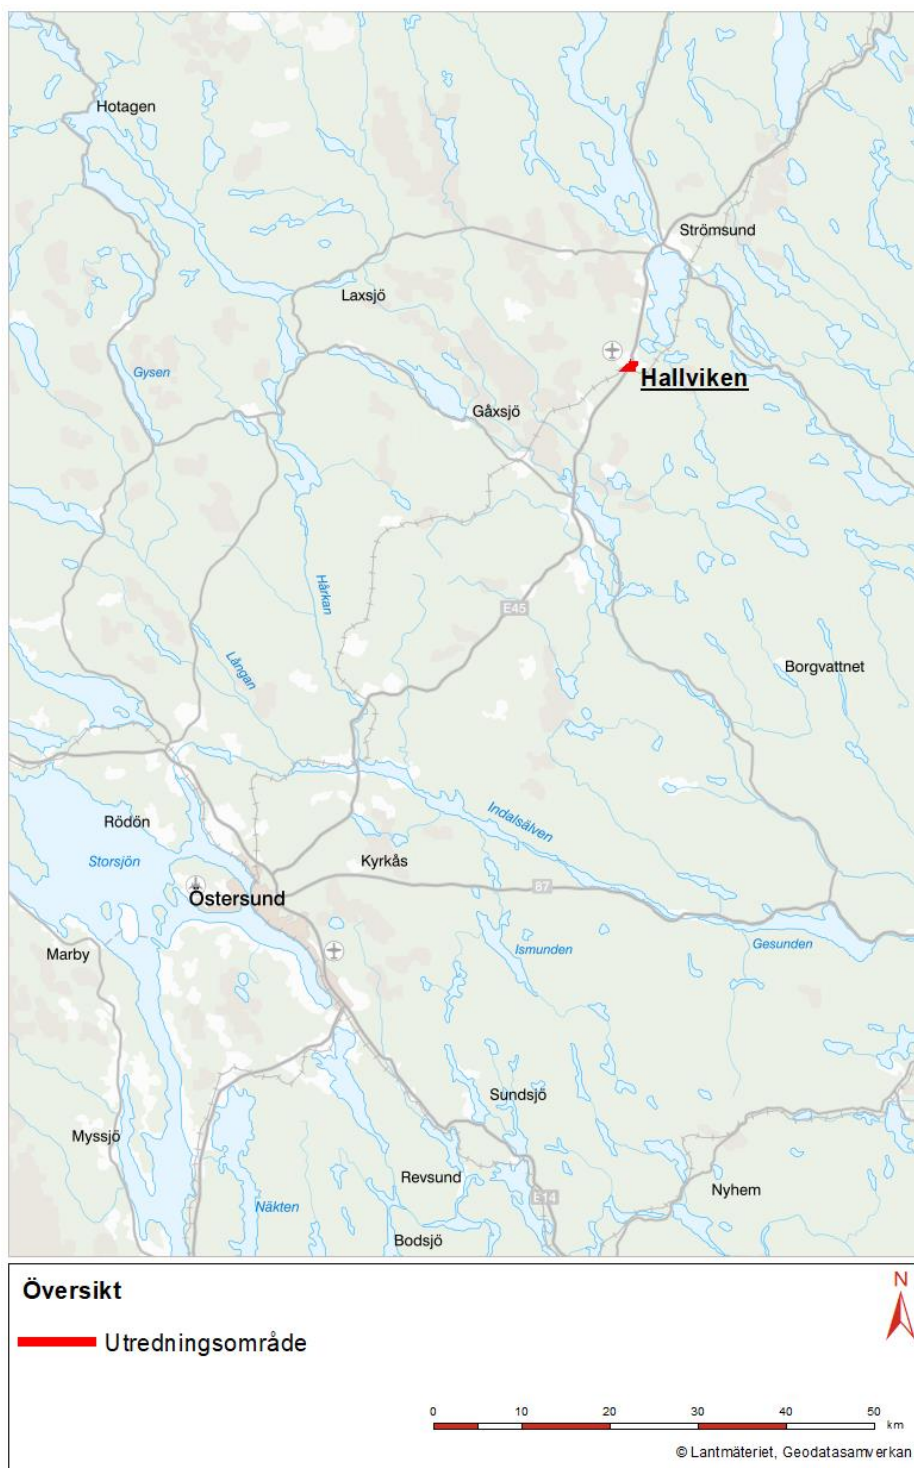 Hotagen
Strömsund
Laxsjö
Gysen
Hallviken
Gåxsjö
Hårkan
E45
Långan
Borgvattnet
Indalsälven
Rödön
Storsjön
Kyrkås
87
Östersund
Marby
Ismunden
Gesunden
Sundsjö
Myssjö
Revsund
Nyhem
E14
Näkten
Bodsjö
Översikt
N
Utredningsområde
0 10 20 30 40 50
km
© Lantmäteriet, Geodatasamverkan